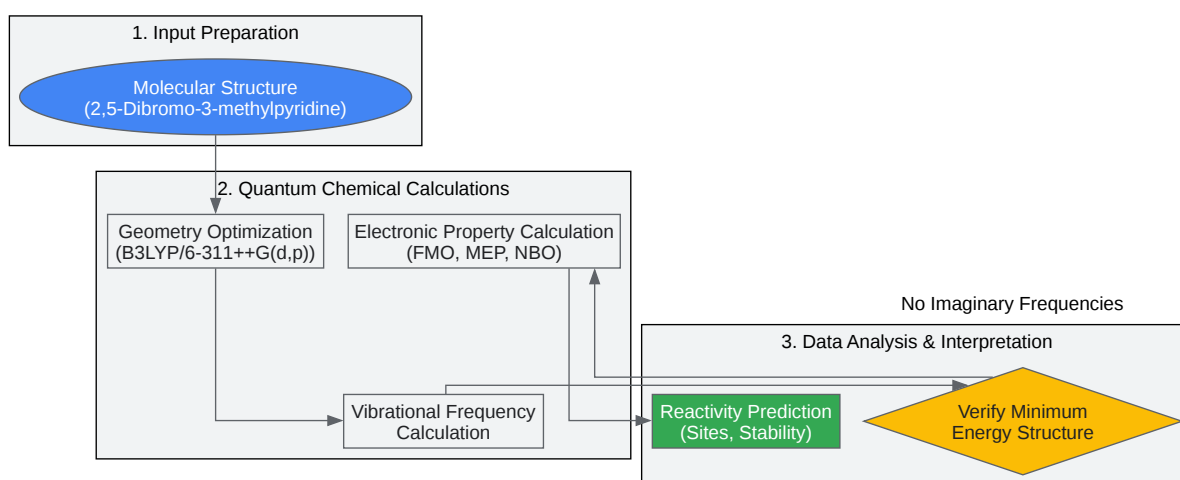 1. Input Preparation
Molecular Structure
(2,5-Dibromo-3-methylpyridine)
2. Quantum Chemical Calculations
Geometry Optimization
(B3LYP/6-311++G(d,p))
Electronic Property Calculation
(FMO, MEP, NBO)
Vibrational Frequency
Calculation
No Imaginary Frequencies
3. Data Analysis & Interpretation
Reactivity Prediction
(Sites, Stability)
Verify Minimum
Energy Structure